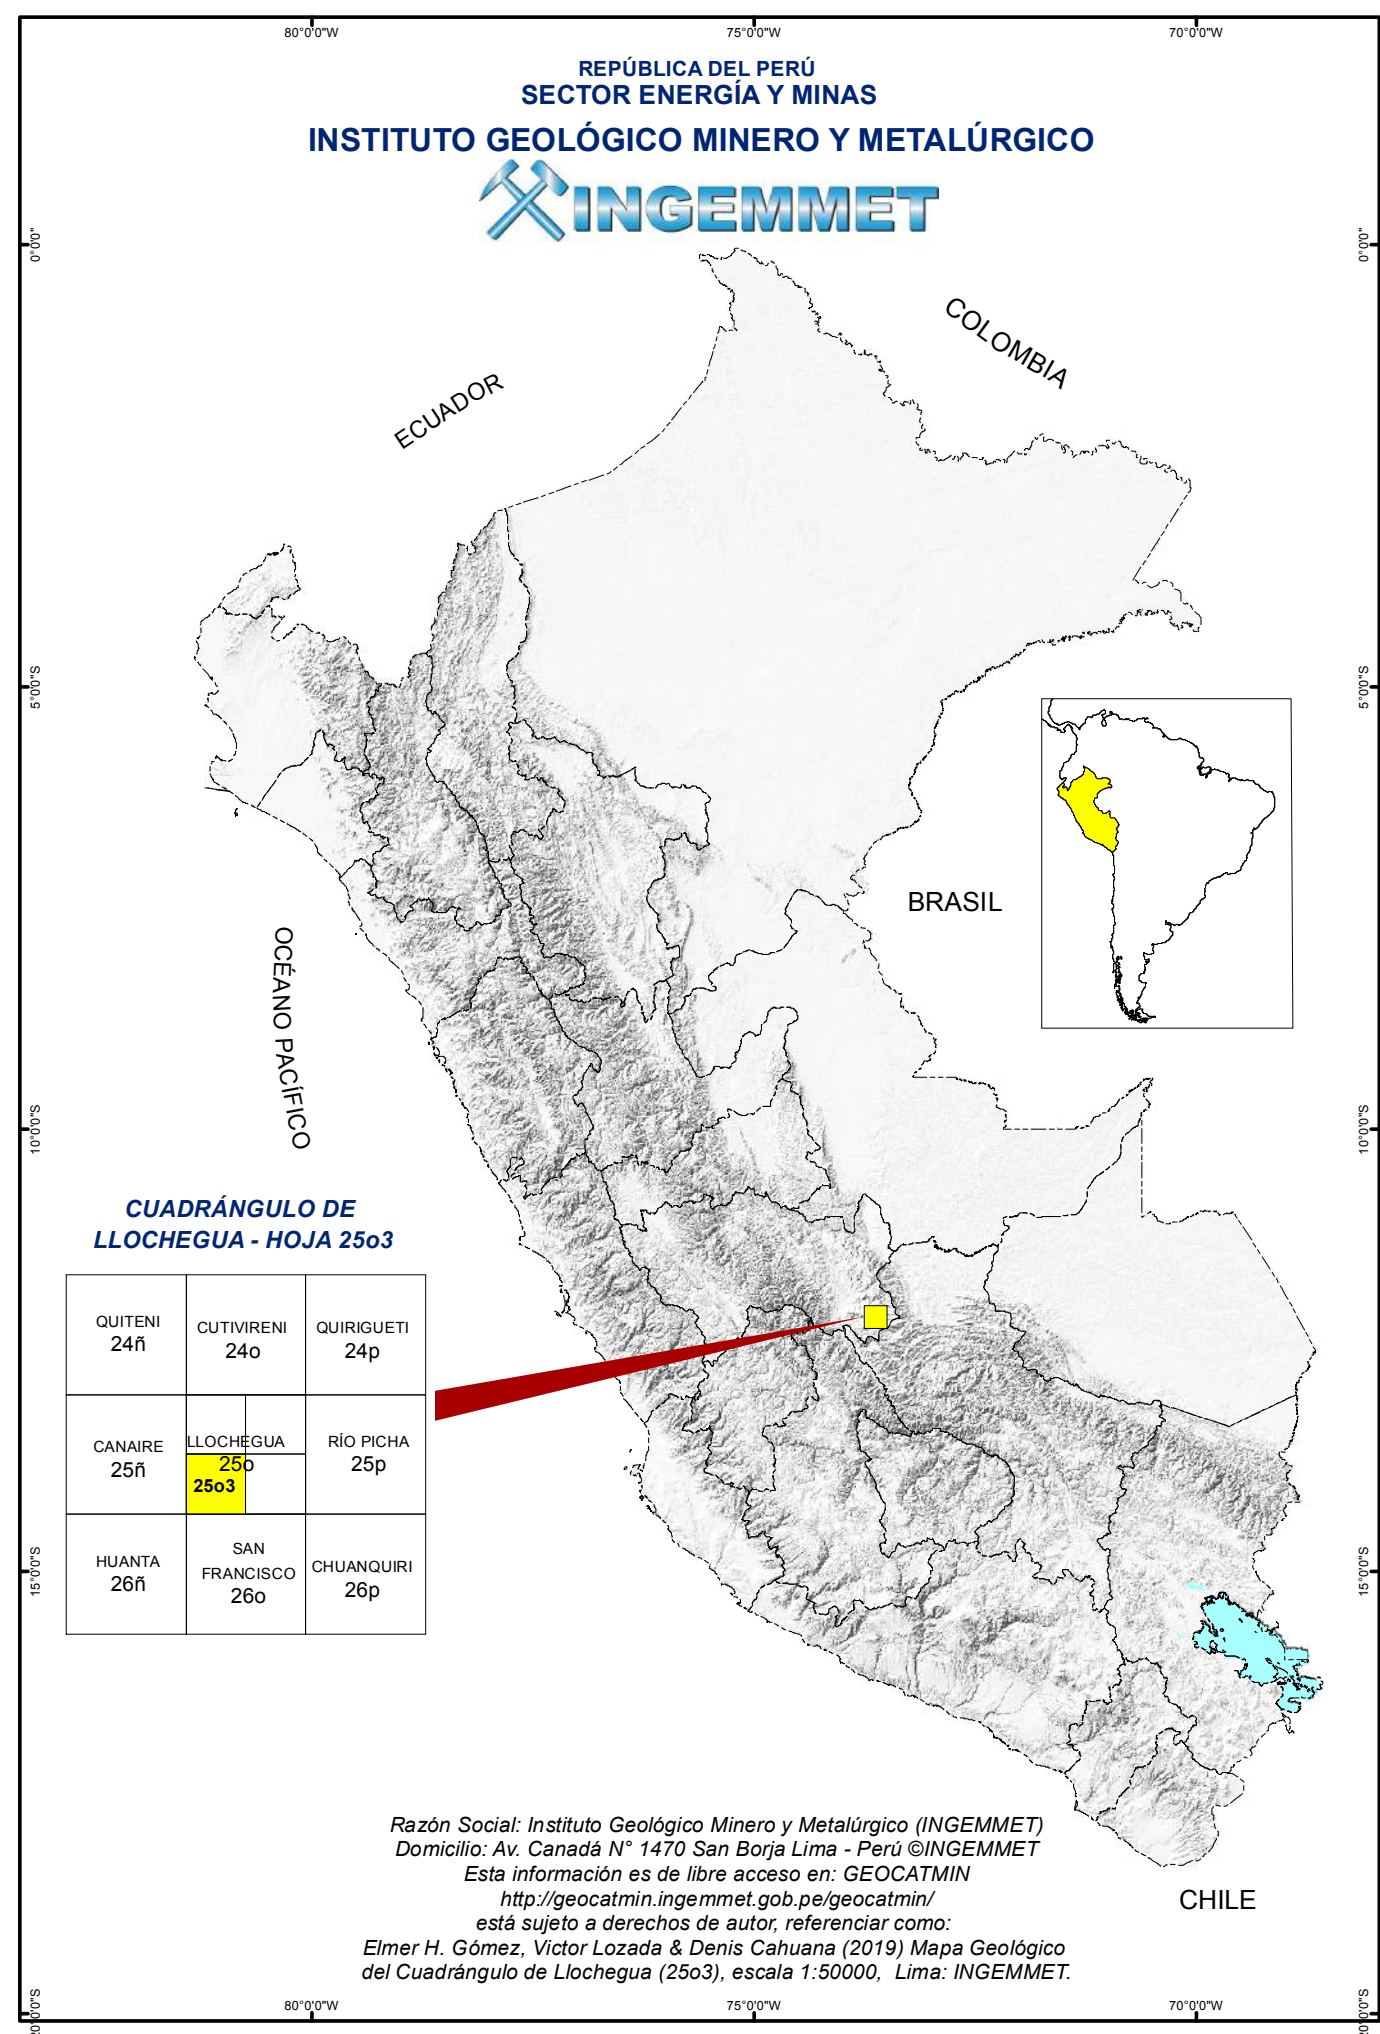 80°0'0"W
75°0'0"W
70°0'0"W
REPÚBLICA DEL PERÚ
SECTOR ENERGÍA Y MINAS
INSTITUTO GEOLÓGICO MINERO Y METALÚRGICO
INGEMMET
0°0'0"
0°0'0"
COLOMBIA
ECUADOR
5°0'0"S
5°0'0"S
BRASIL
OCÉANO PACÍFICO
10°0'0"S
10°0'0"S
CUADRÁNGULO DE
LLOCHEGUA - HOJA 25o3
QUITENI
24ñ
CUTIVIRENI
24o
QUIRIGUETI
24p
CANAIRE
25ñ
LLOCHEGUA
25o
25o3
RÍO PICHA
25p
HUANTA
26ñ
SAN
FRANCISCO
26o
CHUANQUIRI
26p
15°0'0"S
15°0'0"S
Razón Social: Instituto Geológico Minero y Metalúrgico (INGEMMET)
Domicilio: Av. Canadá N° 1470 San Borja Lima - Perú ©INGEMMET
Esta información es de libre acceso en: GEOCATMIN
http://geocatmin.ingemmet.gob.pe/geocatmin/
está sujeto a derechos de autor, referenciar como:
Elmer H. Gómez, Victor Lozada & Denis Cahuana (2019) Mapa Geológico
del Cuadrángulo de Llochegua (25o3), escala 1:50000, Lima: INGEMMET.
CHILE
80°0'0"W
75°0'0"W
70°0'0"W
20°0'0"S
20°0'0"S